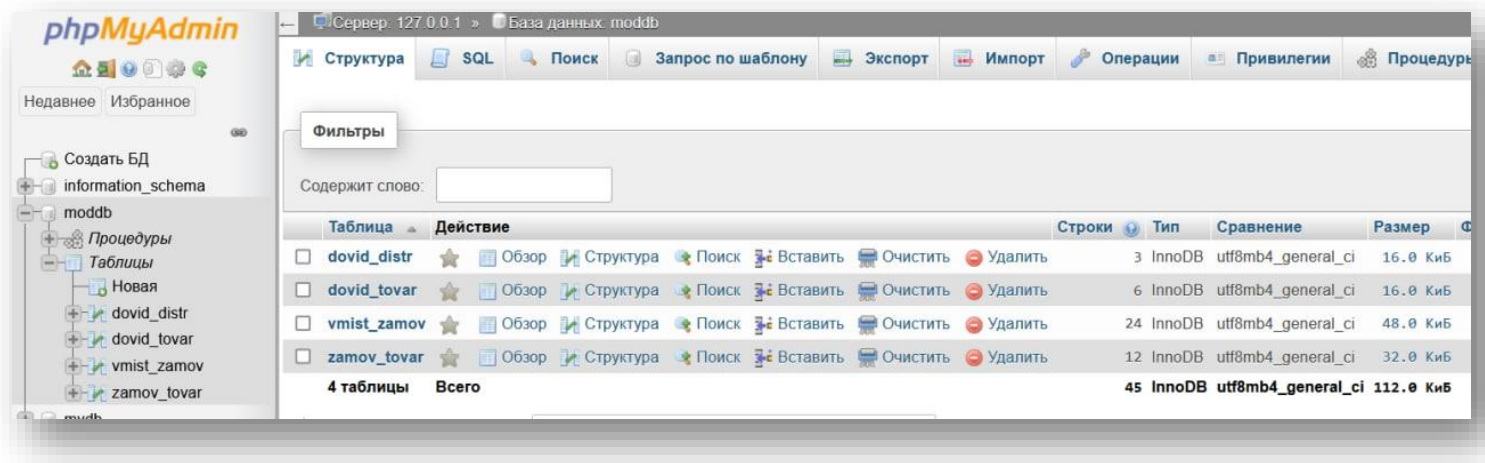 phpMyAdmin
Недавнее Избранное
Создать БД
information_schema
moddb
Процедуры
Таблицы
Новая
dovid_distr
dovid_tovar
vmist_zamov
zamov_tovar
Сервер: 127.0.0.1 » База данных: moddb
Структура SQL Поиск Запрос по шаблону Экспорт Импорт Операции Привилегии Процедуры
Фильтры
Содержит слово:
Таблица Действие Строки Тип Сравнение Размер
dovid_distr Обзор Структура Поиск Вставить Очистить Удалить 3 InnoDB utf8mb4_general_ci 16.0 КиБ
dovid_tovar Обзор Структура Поиск Вставить Очистить Удалить 6 InnoDB utf8mb4_general_ci 16.0 КиБ
vmist_zamov Обзор Структура Поиск Вставить Очистить Удалить 24 InnoDB utf8mb4_general_ci 48.0 КиБ
zamov_tovar Обзор Структура Поиск Вставить Очистить Удалить 12 InnoDB utf8mb4_general_ci 32.0 КиБ
4 таблицы Всего 45 InnoDB utf8mb4_general_ci 112.0 КиБ